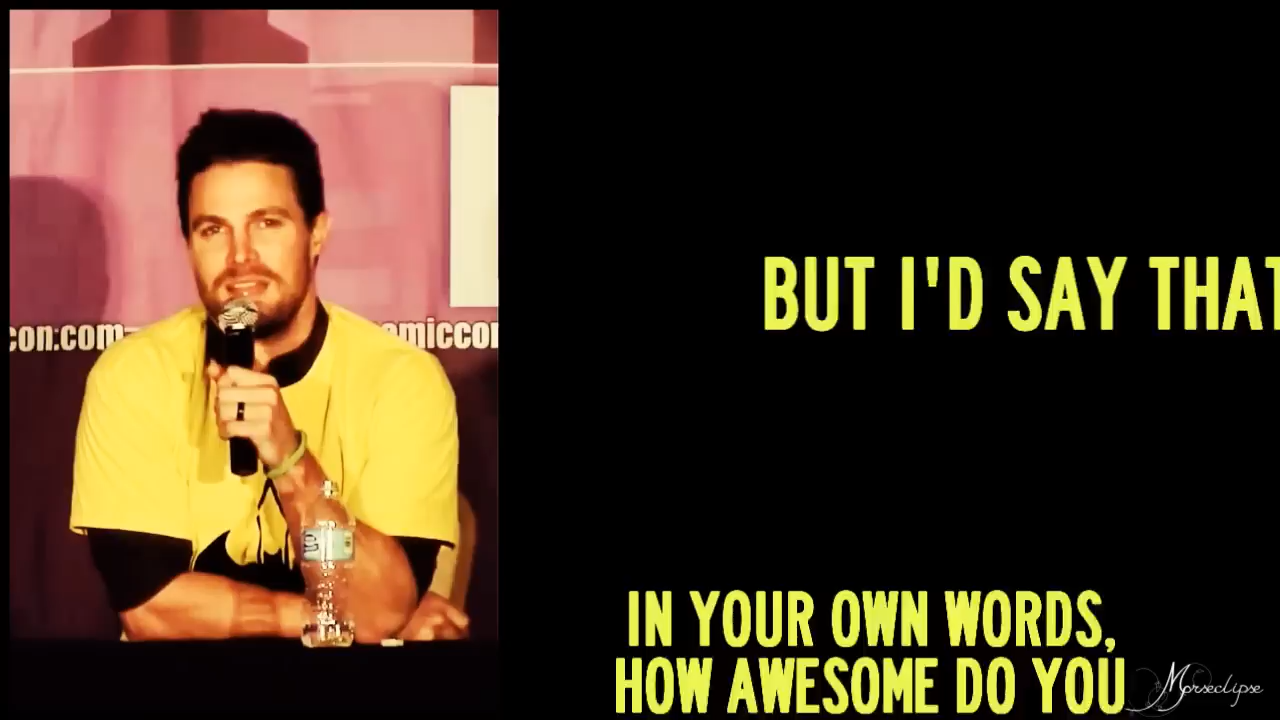 con.com
omiccon
BUT I'D SAY THAT
IN YOUR OWN WORDS,
HOW AWESOME DO YOU
Morseclipse